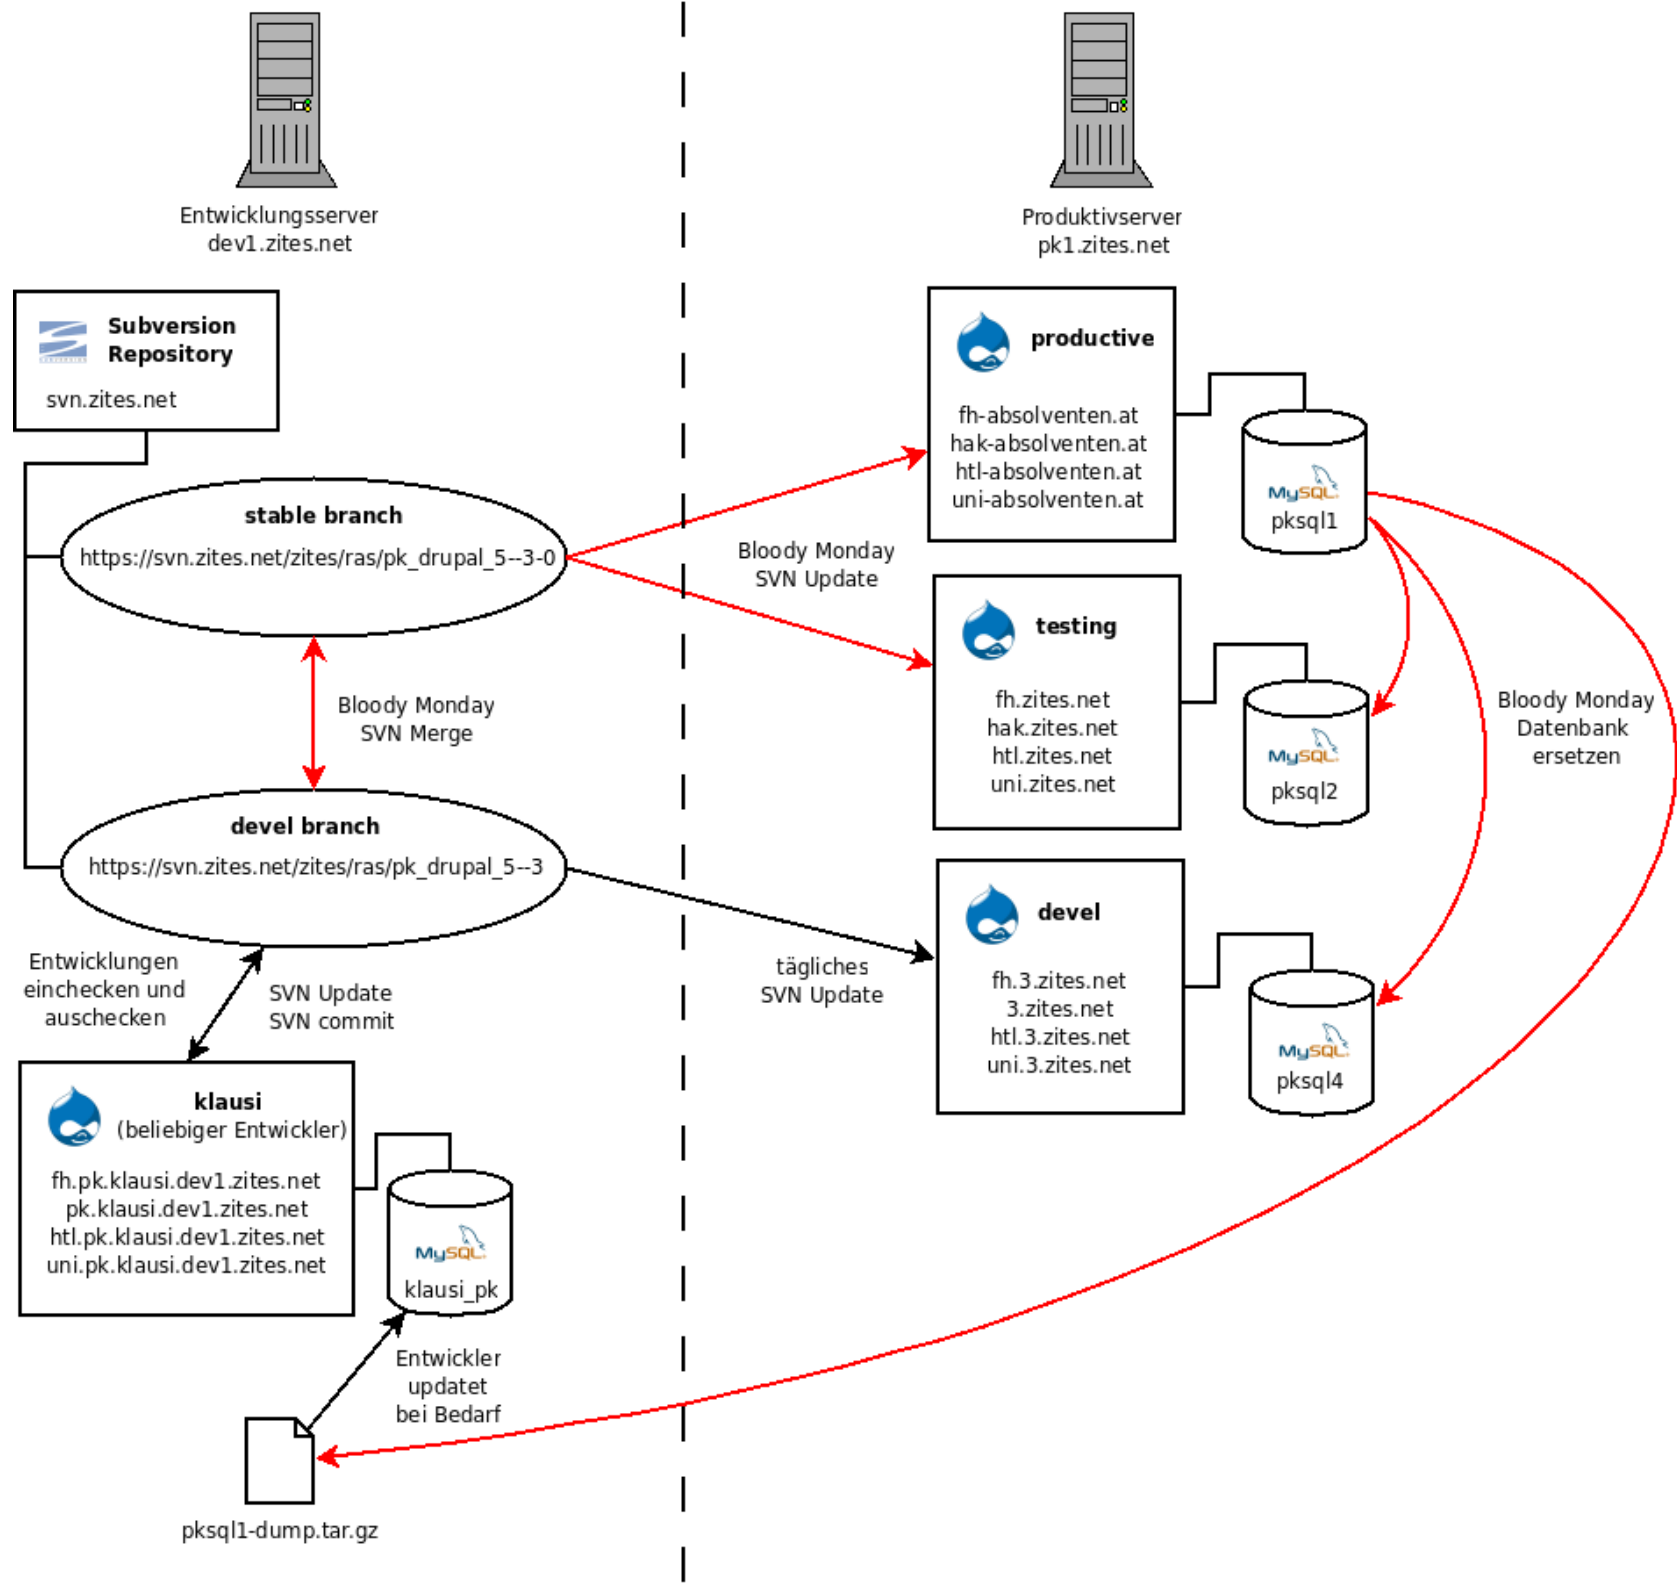 Entwicklungsserver
dev1.zites.net
Produktivserver
pk1.zites.net
Subversion
Repository
svn.zites.net
stable branch
https://svn.zites.net/zites/ras/pk_drupal_5--3-0
Bloody Monday
SVN Merge
devel branch
https://svn.zites.net/zites/ras/pk_drupal_5--3
Entwicklungen
einchecken und
auschecken
SVN Update
SVN commit
klausi
(beliebiger Entwickler)
fh.pk.klausi.dev1.zites.net
pk.klausi.dev1.zites.net
htl.pk.klausi.dev1.zites.net
uni.pk.klausi.dev1.zites.net
MySQL
klausi_pk
Entwickler
updatet
bei Bedarf
pksql1-dump.tar.gz
Bloody Monday
SVN Update
tägliches
SVN Update
productive
fh-absolventen.at
hak-absolventen.at
htl-absolventen.at
uni-absolventen.at
MySQL
pksql1
testing
fh.zites.net
hak.zites.net
htl.zites.net
uni.zites.net
MySQL
pksql2
Bloody Monday
Datenbank
ersetzen
devel
fh.3.zites.net
3.zites.net
htl.3.zites.net
uni.3.zites.net
MySQL
pksql4